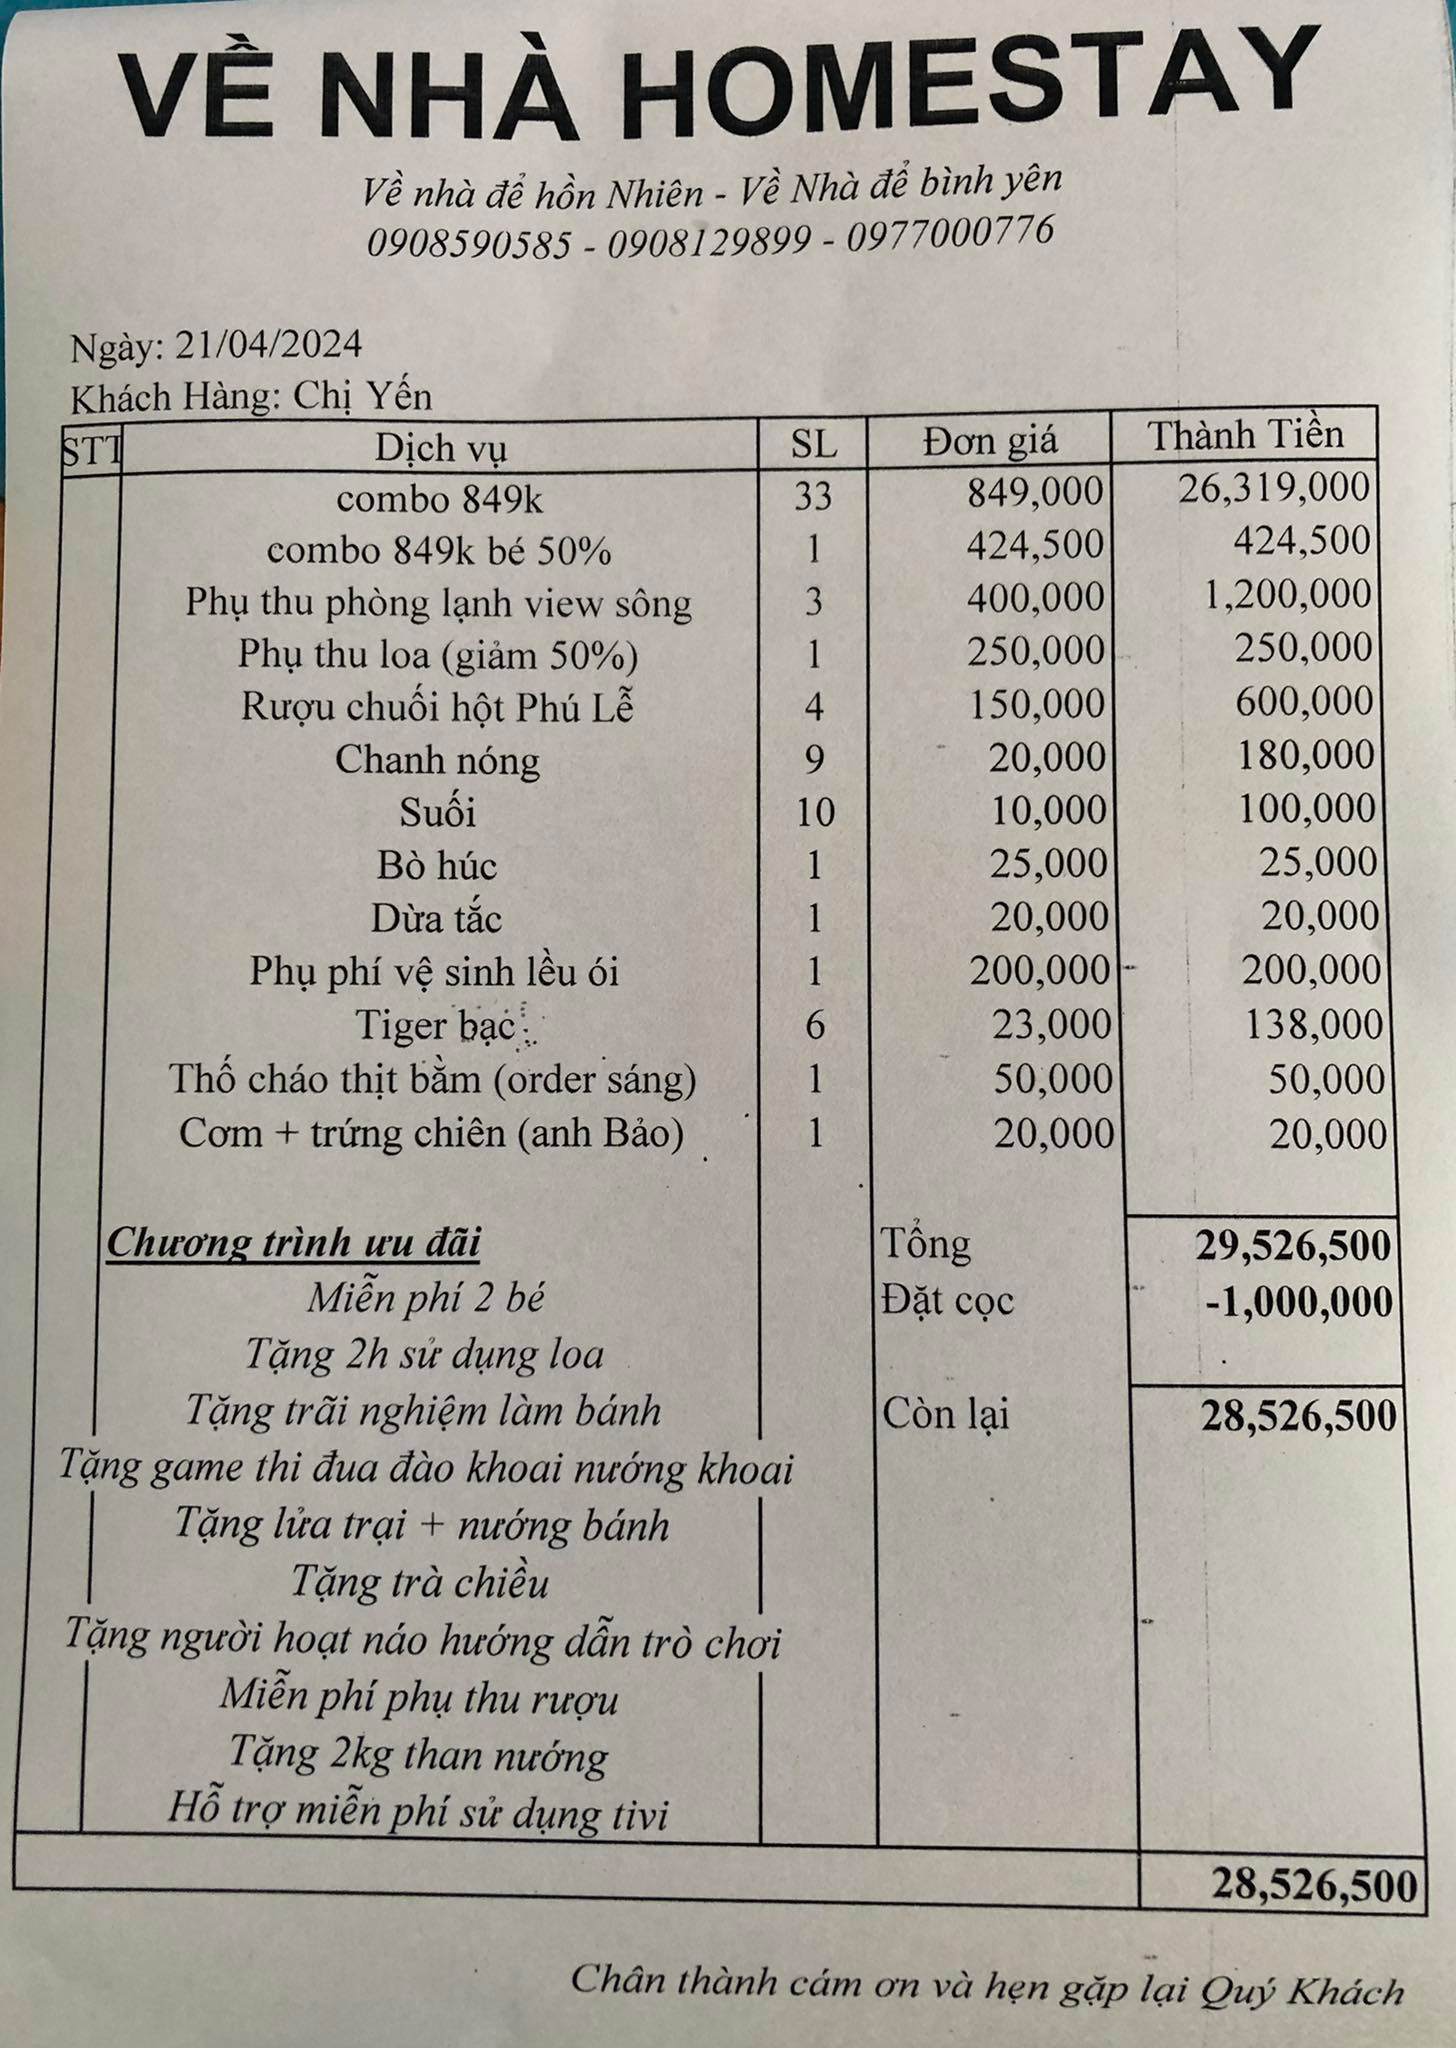 VỀ NHÀ HOMESTAY
Về nhà để hồn Nhiên - Về Nhà để bình yên
0908590585 - 0908129899 - 0977000776
Ngày: 21/04/2024
Khách Hàng: Chị Yến
STT Dịch vụ SL Đơn giá Thành Tiền
combo 849k 33 849,000 26,319,000
combo 849k bé 50% 1 424,500 424,500
Phụ thu phòng lạnh view sông 3 400,000 1,200,000
Phụ thu loa (giảm 50%) 1 250,000 250,000
Rượu chuối hột Phú Lễ 4 150,000 600,000
Chanh nóng 9 20,000 180,000
Suối 10 10,000 100,000
Bò húc 1 25,000 25,000
Dừa tắc 1 20,000 20,000
Phụ phí vệ sinh lều ói 1 200,000 200,000
Tiger bạc 6 23,000 138,000
Thố cháo thịt bằm (order sáng) 1 50,000 50,000
Cơm + trứng chiên (anh Bảo) 1 20,000 20,000
Chương trình ưu đãi Tổng 29,526,500
Miễn phí 2 bé Đặt cọc -1,000,000
Tặng 2h sử dụng loa
Tặng trãi nghiệm làm bánh Còn lại 28,526,500
Tặng game thi đua đào khoai nướng khoai
Tặng lửa trại + nướng bánh
Tặng trà chiều
Tặng người hoạt náo hướng dẫn trò chơi
Miễn phí phụ thu rượu
Tặng 2kg than nướng
Hỗ trợ miễn phí sử dụng tivi
28,526,500
Chân thành cám ơn và hẹn gặp lại Quý Khách